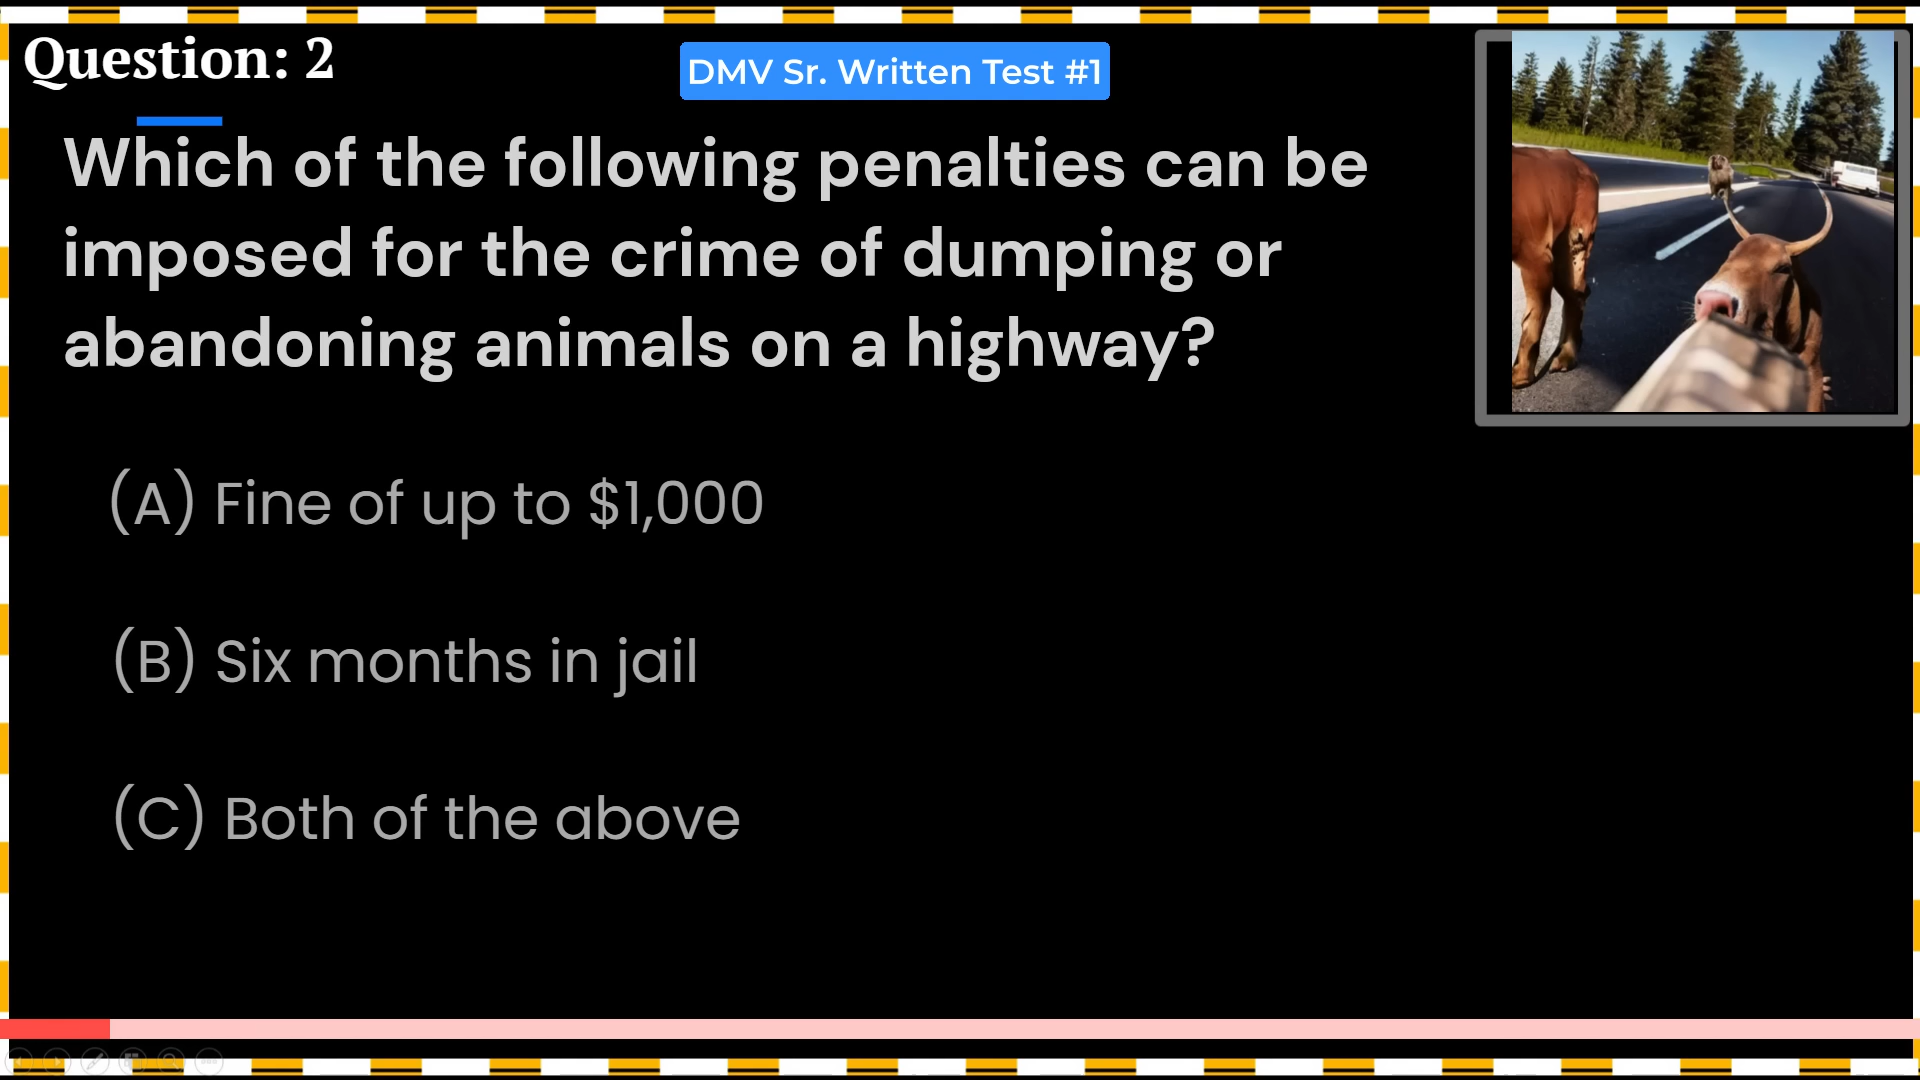 Question: 2
DMV Sr. Written Test #1
Which of the following penalties can be
imposed for the crime of dumping or
abandoning animals on a highway?
(A) Fine of up to $1,000
(B) Six months in jail
(C) Both of the above